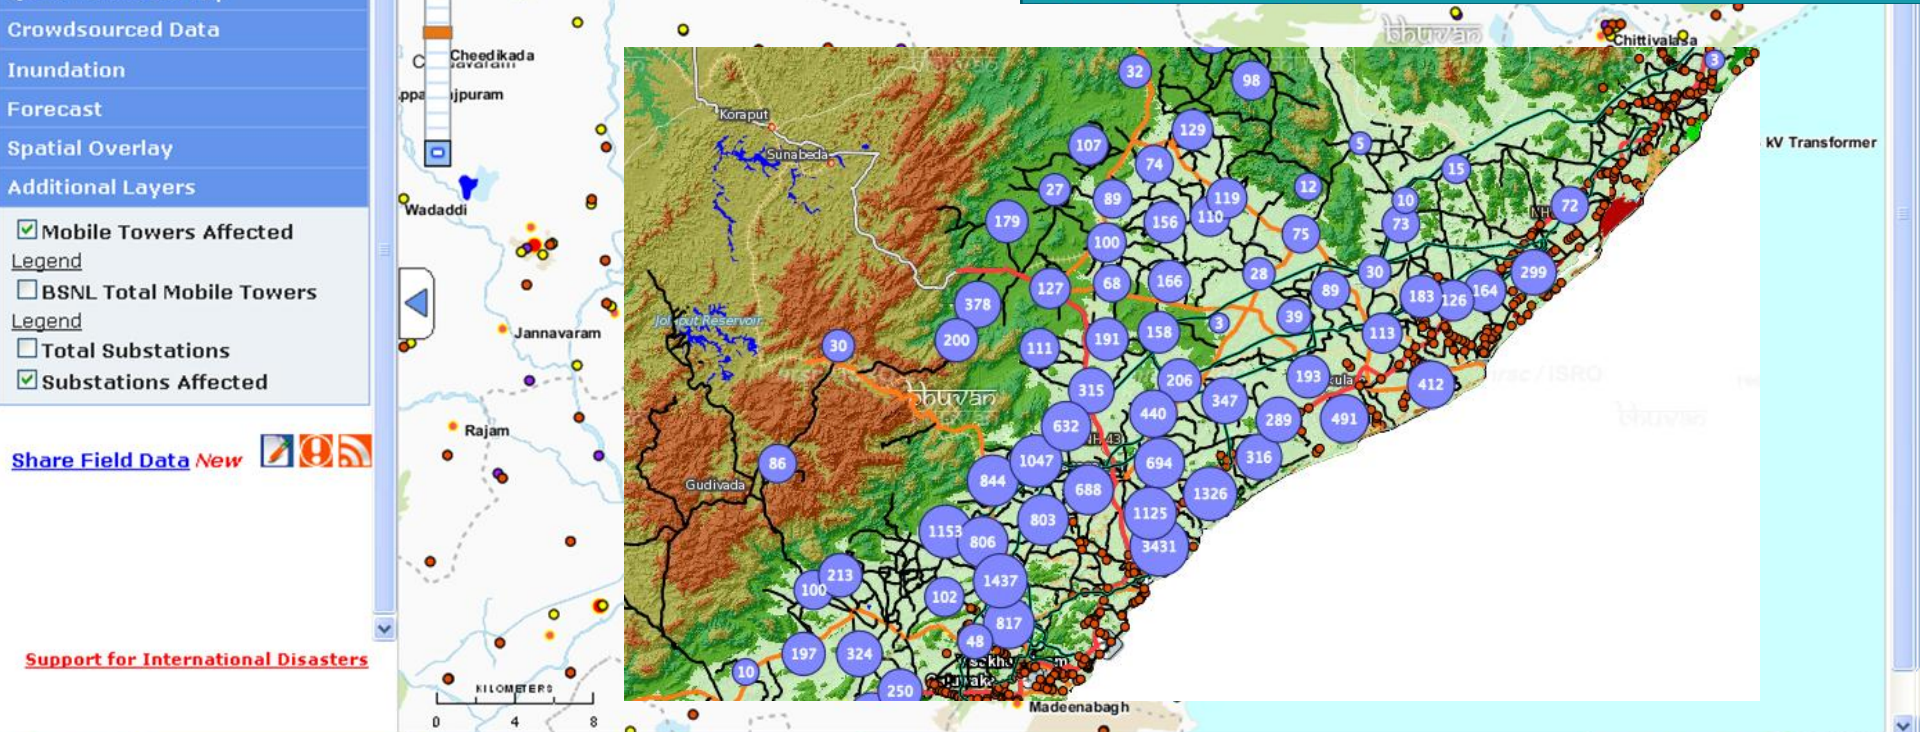 Crowdsourced Data
Inundation
Forecast
Spatial Overlay
Additional Layers
Mobile Towers Affected
Legend
BSNL Total Mobile Towers
Legend
Total Substations
Substations Affected
Share Field Data New
Support for International Disasters
Cheedikada
Wadaddi
Jannavaram
Rajam
KILOMETERS
0 4 8
bhuvan
Chittivalasa
kV Transformer
Koraput
Sunabeda
Gudivada
bhuvan
Madeenabagh
32
98
3
129
107
5
74
15
27
12
89
119
10
72
179
156
110
73
75
100
28
30
299
127
68
166
89
183
126
164
378
39
3
30
200
111
191
158
113
315
206
193
412
347
440
289
491
632
86
1047
694
316
844
688
1326
803
1125
1153
806
3431
213
100
1437
102
817
48
197
324
10
250